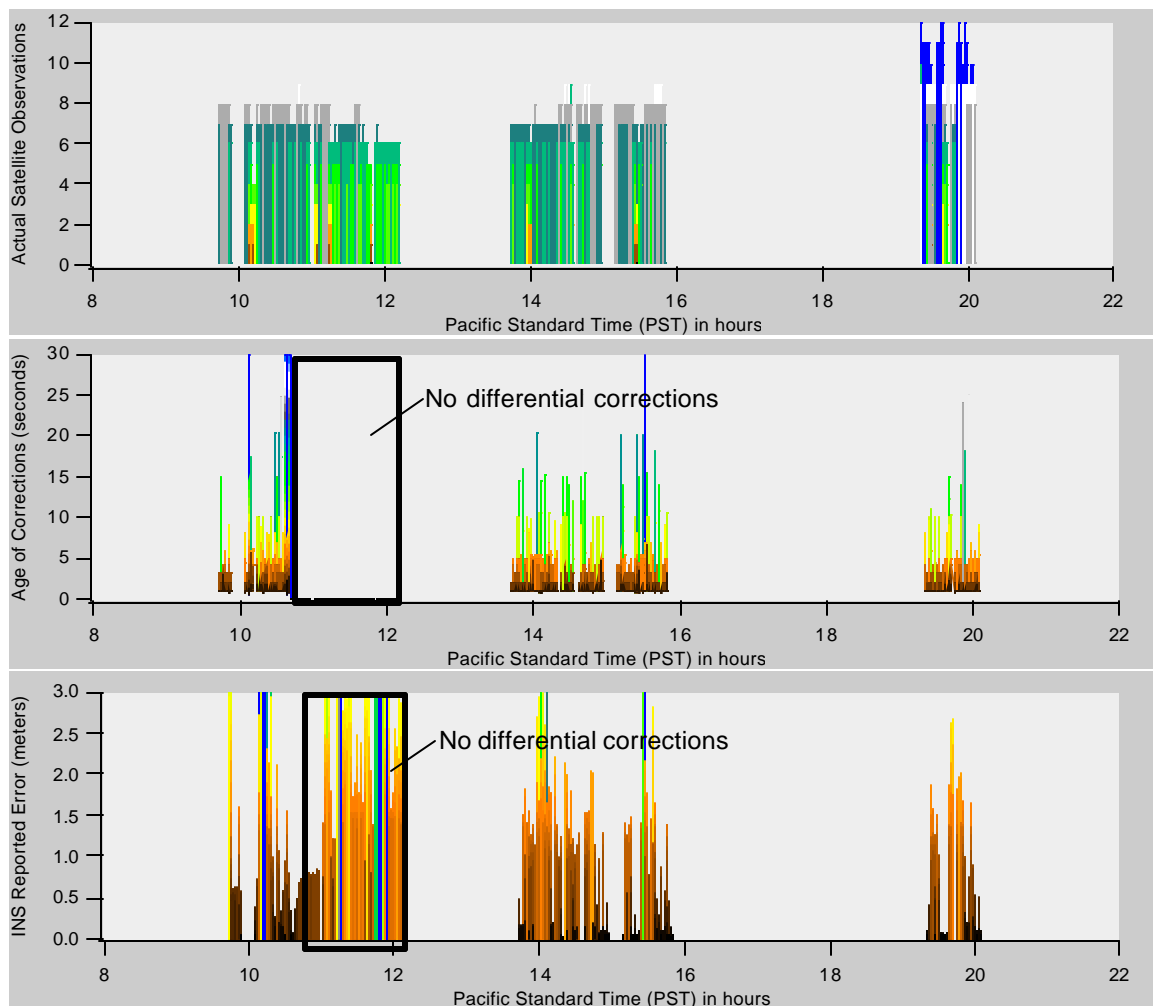 Actual Satellite Observations
12
10
8
6
4
2
0
8 10 12 14 16 18 20 22
Pacific Standard Time (PST) in hours
Age of Corrections (seconds)
30
25
20
15
10
5
0
No differential corrections
8 10 12 14 16 18 20 22
Pacific Standard Time (PST) in hours
INS Reported Error (meters)
3.0
2.5
2.0
1.5
1.0
0.5
0.0
No differential corrections
8 10 12 14 16 18 20 22
Pacific Standard Time (PST) in hours